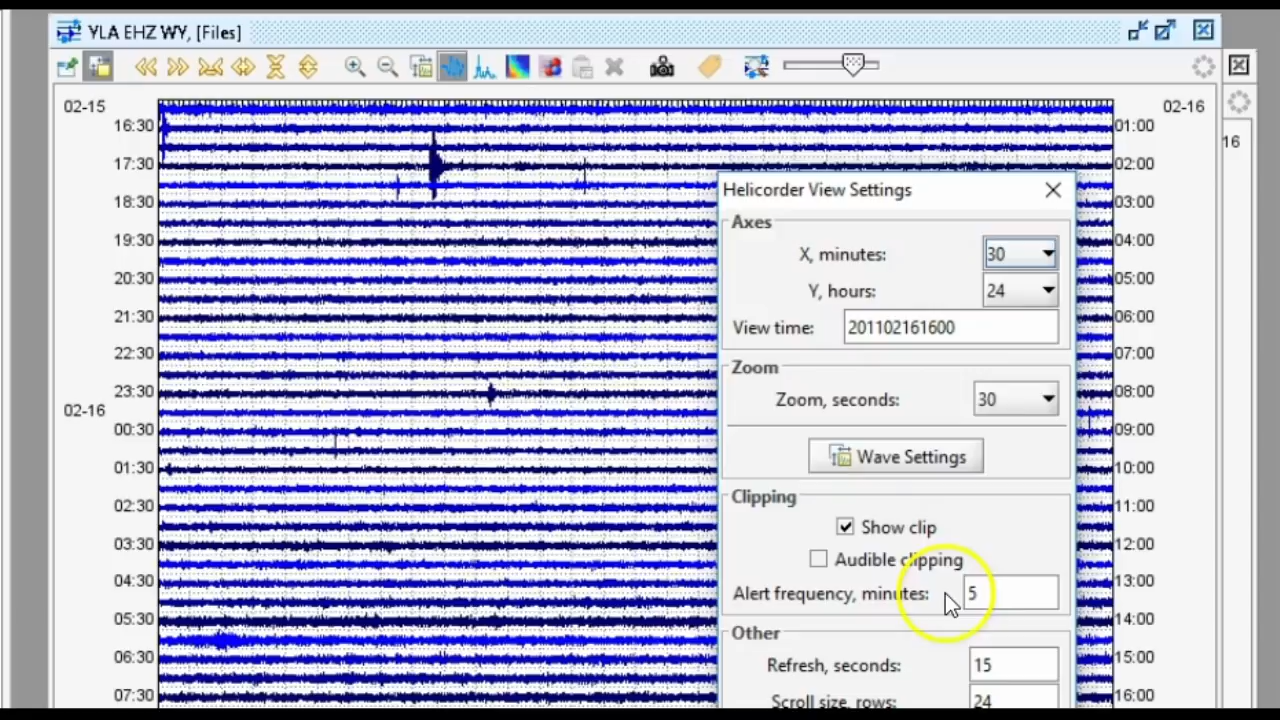 YLA EHZ WY, [Files]
02-15
02-16
16:30
01:00
16
17:30
02:00
Helicorder View Settings
18:30
03:00
Axes
19:30
04:00
X, minutes:
30
20:30
05:00
Y, hours:
24
21:30
06:00
View time:
201102161600
22:30
07:00
Zoom
23:30
08:00
Zoom, seconds:
30
02-16
00:30
09:00
Wave Settings
01:30
10:00
Clipping
02:30
11:00
Show clip
03:30
12:00
Audible clipping
04:30
13:00
Alert frequency, minutes:
5
05:30
14:00
Other
06:30
15:00
Refresh, seconds:
15
07:30
16:00
Scroll size, rows:
24